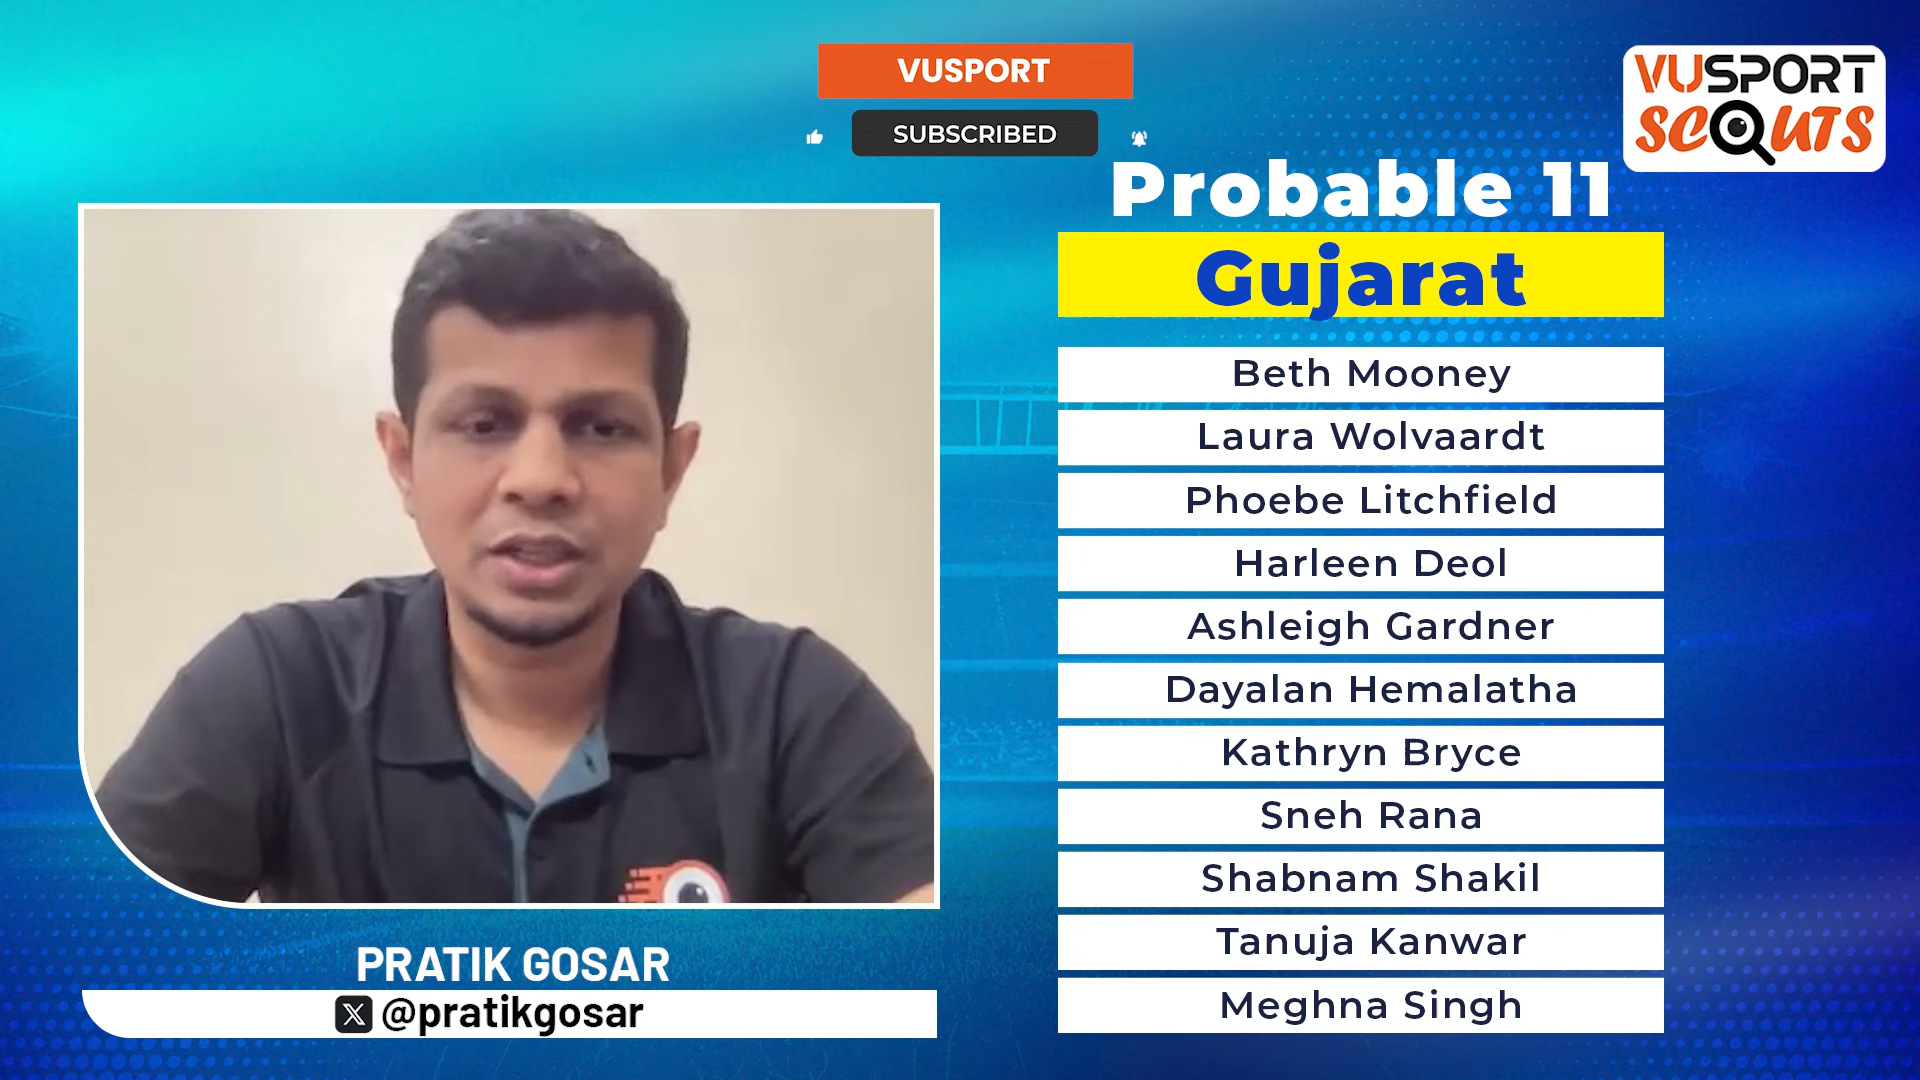 VUSPORT
SUBSCRIBED
VUSPORT
SCOUTS
Probable 11
Gujarat
Beth Mooney
Laura Wolvaardt
Phoebe Litchfield
Harleen Deol
Ashleigh Gardner
Dayalan Hemalatha
Kathryn Bryce
Sneh Rana
Shabnam Shakil
Tanuja Kanwar
Meghna Singh
PRATIK GOSAR
@pratikgosar